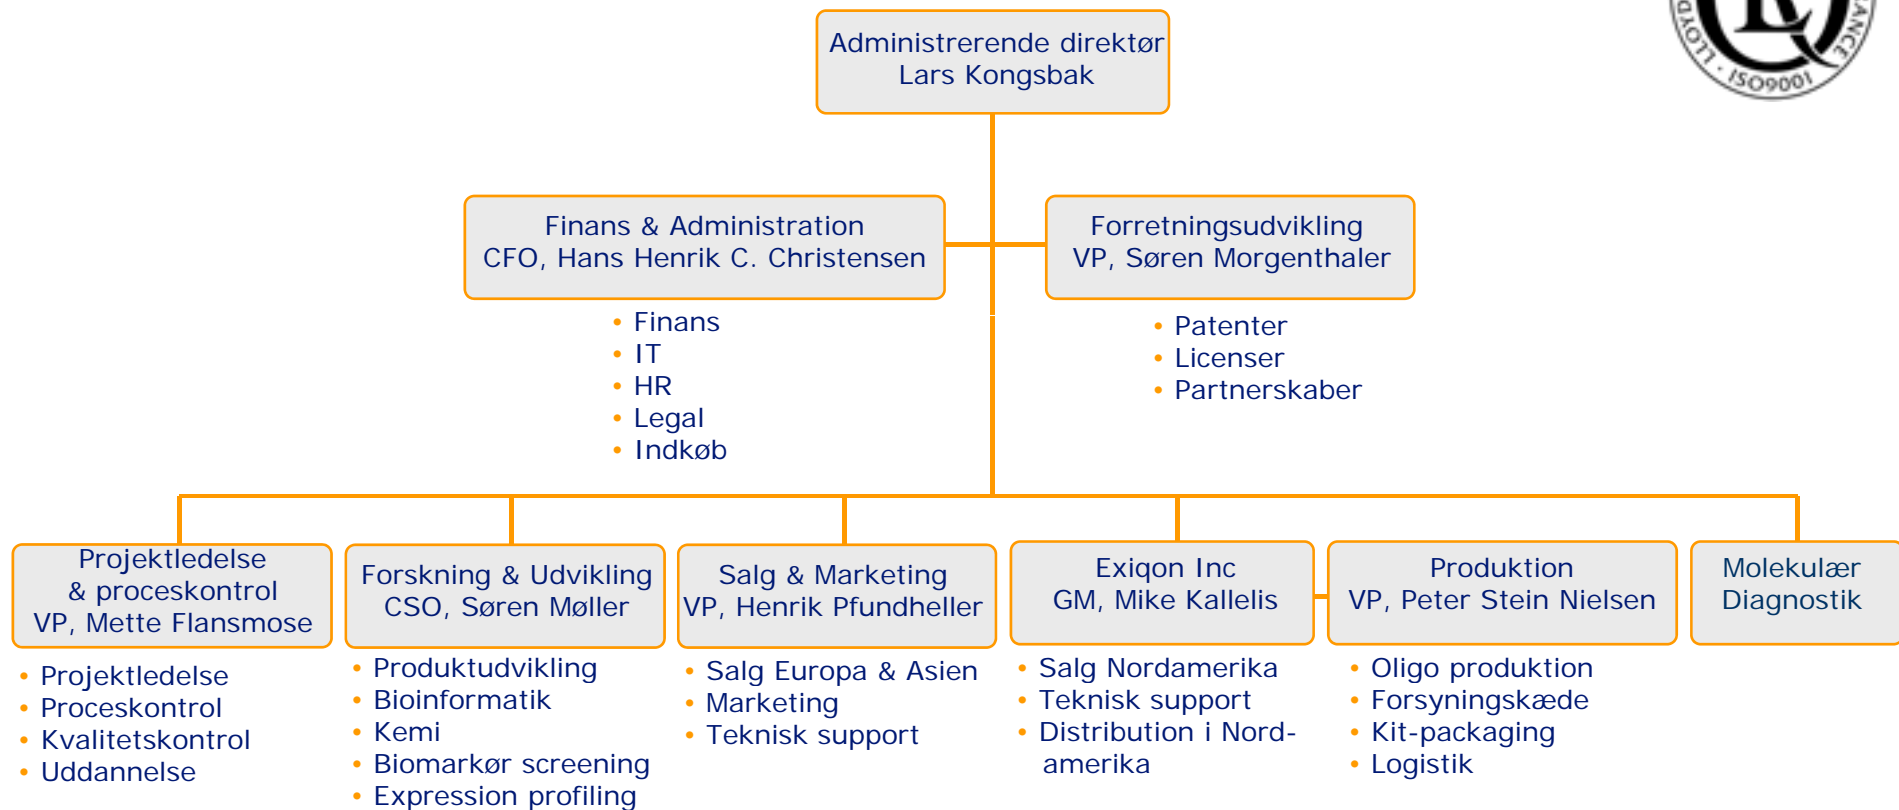 LLOYD
ANCE
LR
Q
ISO9001
Administrerende direktør
Lars Kongsbak
Finans & Administration
CFO, Hans Henrik C. Christensen
Forretningsudvikling
VP, Søren Morgenthaler
• Finans
• IT
• HR
• Legal
• Indkøb
• Patenter
• Licenser
• Partnerskaber
Projektledelse
& proceskontrol
VP, Mette Flansmose
• Projektledelse
• Proceskontrol
• Kvalitetskontrol
• Uddannelse
Forskning & Udvikling
CSO, Søren Møller
• Produktudvikling
• Bioinformatik
• Kemi
• Biomarkør screening
• Expression profiling
Salg & Marketing
VP, Henrik Pfundheller
• Salg Europa & Asien
• Marketing
• Teknisk support
Exiqon Inc
GM, Mike Kallelis
• Salg Nordamerika
• Teknisk support
• Distribution i Nord-
amerika
Produktion
VP, Peter Stein Nielsen
• Oligo produktion
• Forsyningskæde
• Kit-packaging
• Logistik
Molekulær
Diagnostik